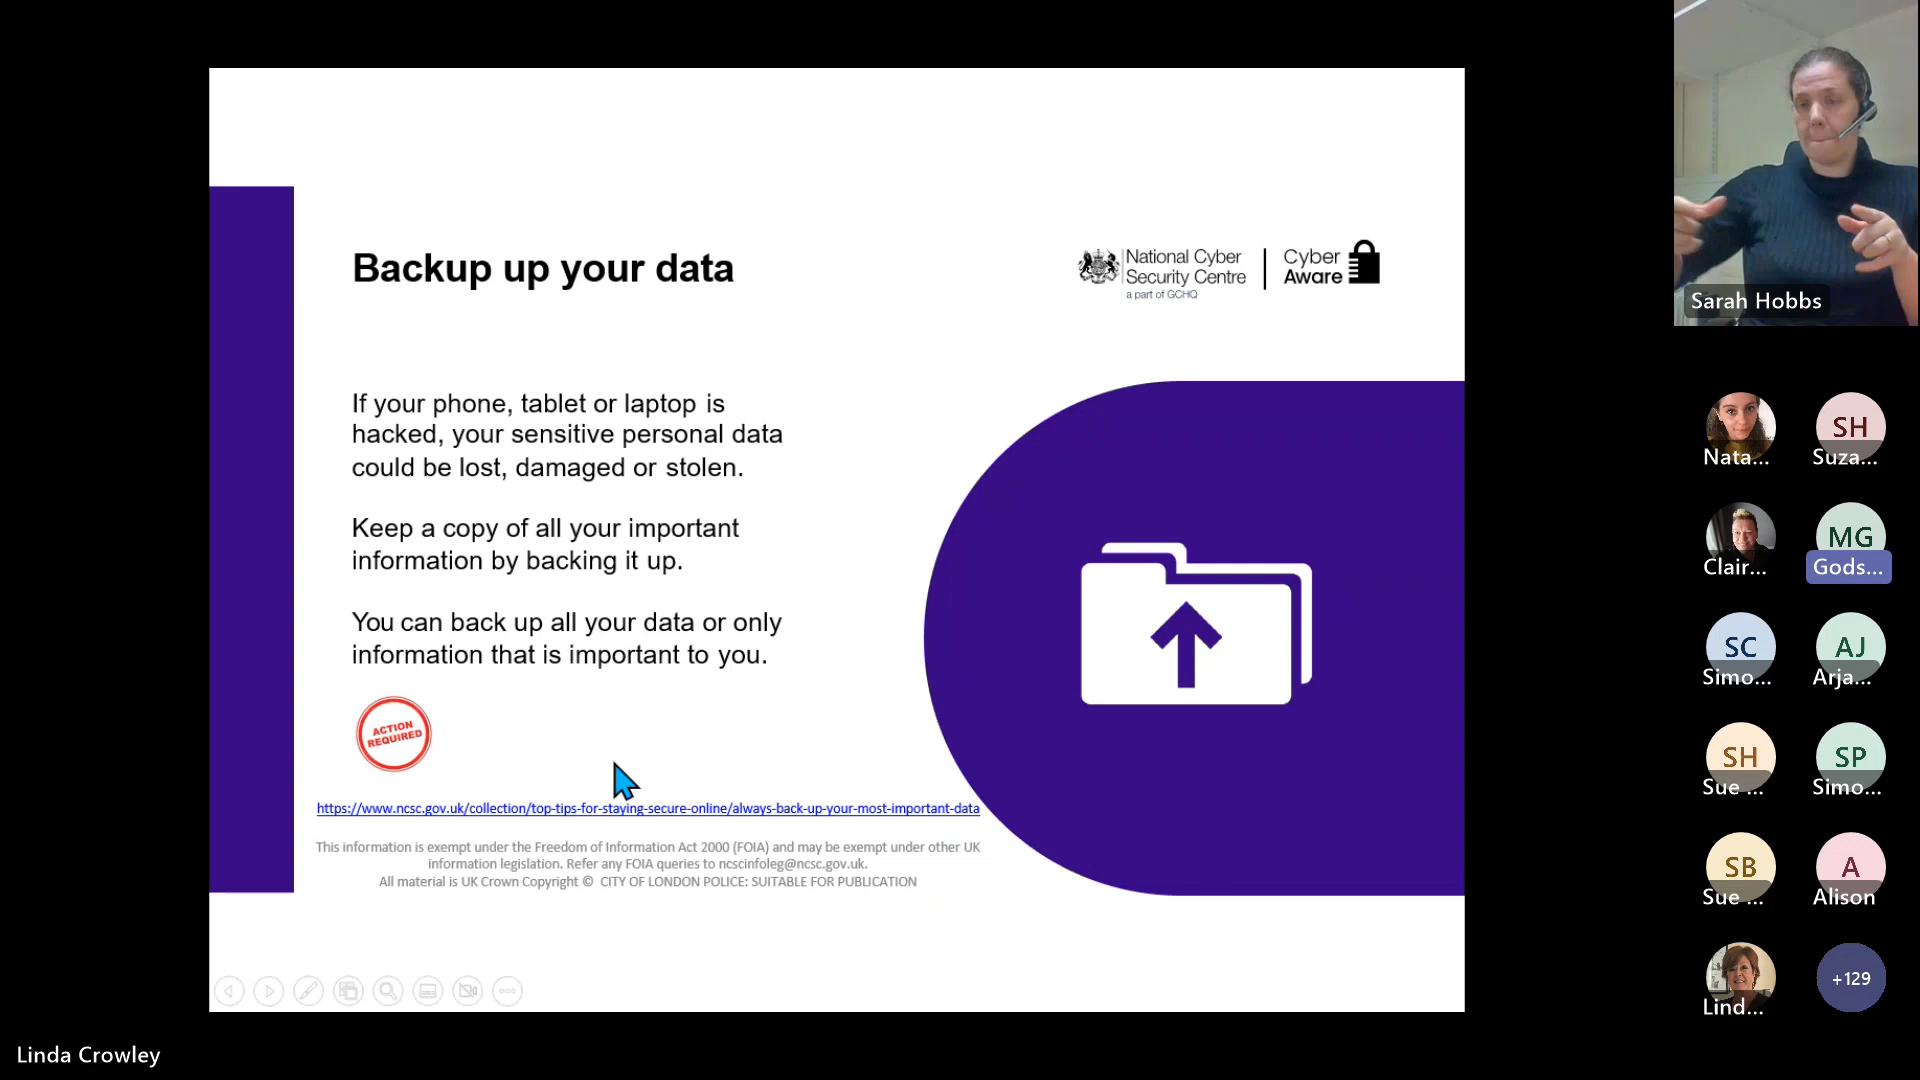 Backup up your data
National Cyber
Security Centre
a part of GCHQ
Cyber
Aware
If your phone, tablet or laptop is
hacked, your sensitive personal data
could be lost, damaged or stolen.
Keep a copy of all your important
information by backing it up.
You can back up all your data or only
information that is important to you.
ACTION
REQUIRED
https://www.ncsc.gov.uk/collection/top-tips-for-staying-secure-online/always-back-up-your-most-important-data
This information is exempt under the Freedom of Information Act 2000 (FOIA) and may be exempt under other UK
information legislation. Refer any FOIA queries to ncscinfoleg@ncsc.gov.uk.
All material is UK Crown Copyright © CITY OF LONDON POLICE: SUITABLE FOR PUBLICATION
Linda Crowley
Sarah Hobbs
Nata...
SH
Suza...
Clair...
MG
Gods...
SC
Simo...
AJ
Arja...
SH
Sue ...
SP
Simo...
SB
Sue ...
A
Alison
Lind...
+129